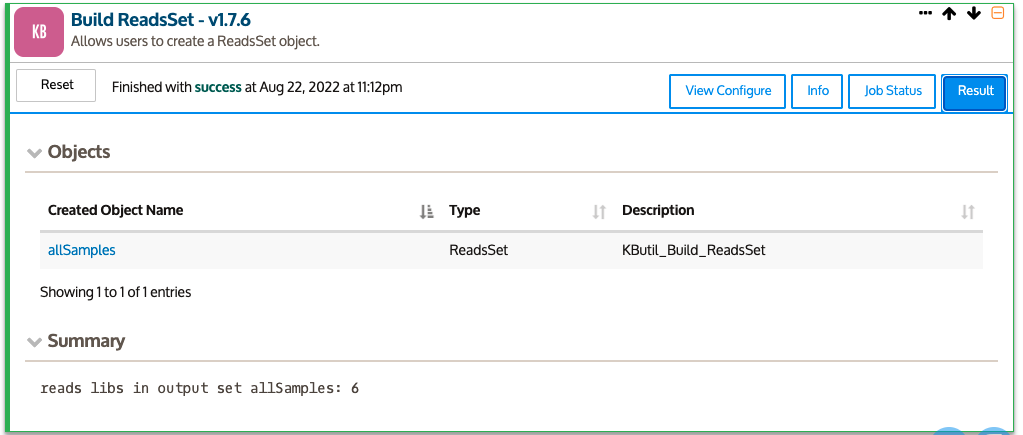 KB
Build ReadsSet - v1.7.6
Allows users to create a ReadsSet object.
Reset
Finished with success at Aug 22, 2022 at 11:12pm
View Configure
Info
Job Status
Result
Objects
Created Object Name
Type
Description
allSamples
ReadsSet
KButil_Build_ReadsSet
Showing 1 to 1 of 1 entries
Summary
reads libs in output set allSamples: 6